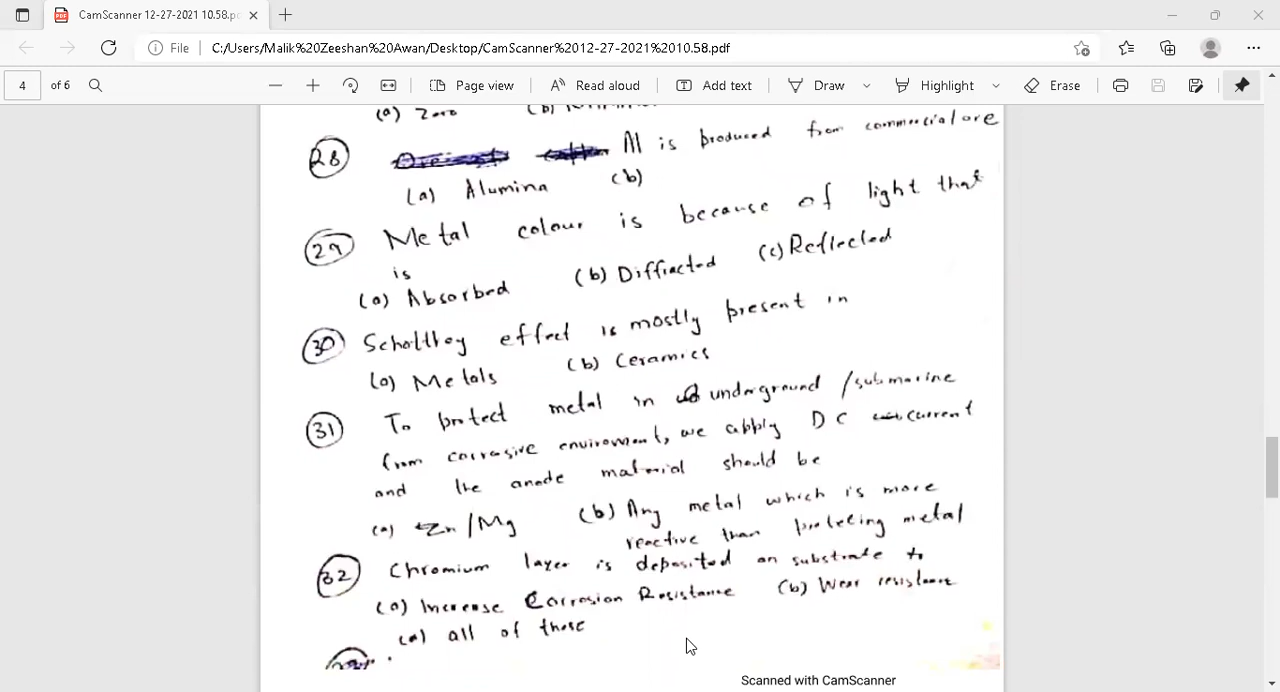 CamScanner 12-27-2021 10.58.pd
File C:/Users/Malik%20Zeeshan%20Awan/Desktop/CamScanner%2012-27-2021%2010.58.pdf
4 of 6 Page view Read aloud Add text Draw Highlight Erase
(a) Zero (b)
28 Al is produced from commercial ore
(a) Alumina (b)
29 Metal colour is because of light that
is
(a) Absorbed (b) Diffracted (c) Reflected
30 Schottkey effect is mostly present in
(a) Metals (b) Ceramics
31 To protect metal in underground /submarine
from corrosive environment, we apply DC current
and the anode material should be
(a) Zn/Mg (b) Any metal which is more
reactive than protecting metal
32 Chromium layer is deposited on substrate to
(a) Increase Corrosion Resistance (b) Wear resistance
(c) all of those
Scanned with CamScanner